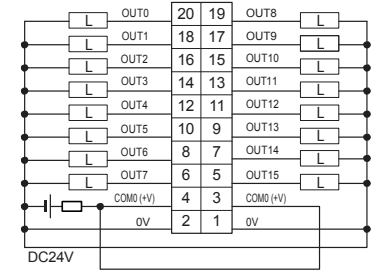 L OUT0 20 19 OUT8 L
L OUT1 18 17 OUT9 L
L OUT2 16 15 OUT10 L
L OUT3 14 13 OUT11 L
L OUT4 12 11 OUT12 L
L OUT5 10 9 OUT13 L
L OUT6 8 7 OUT14 L
L OUT7 6 5 OUT15 L
COM0 (+V) 4 3 COM0 (+V)
0V 2 1 0V
DC24V